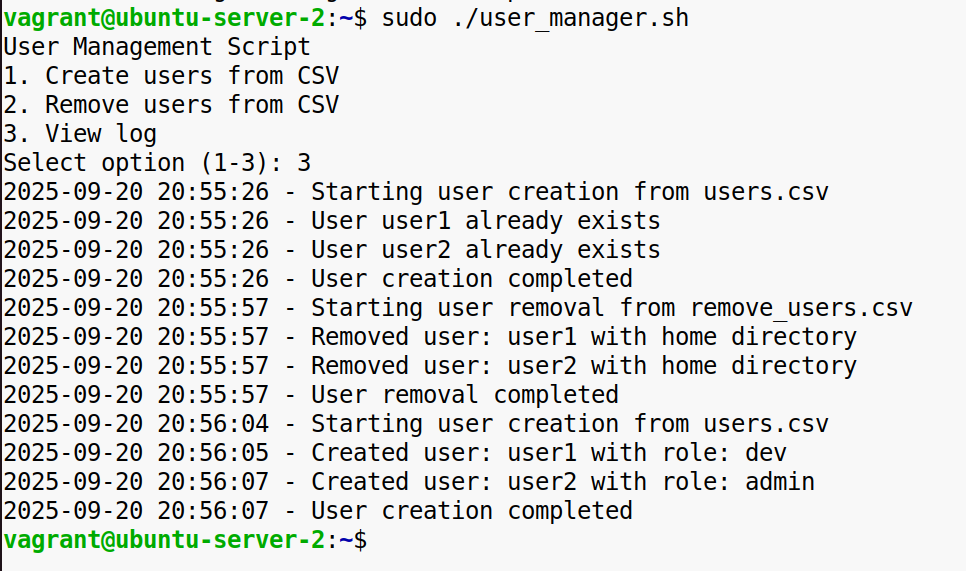 vagrant@ubuntu-server-2:~$ sudo ./user_manager.sh
User Management Script
1. Create users from CSV
2. Remove users from CSV
3. View log
Select option (1-3): 3
2025-09-20 20:55:26 - Starting user creation from users.csv
2025-09-20 20:55:26 - User user1 already exists
2025-09-20 20:55:26 - User user2 already exists
2025-09-20 20:55:26 - User creation completed
2025-09-20 20:55:57 - Starting user removal from remove_users.csv
2025-09-20 20:55:57 - Removed user: user1 with home directory
2025-09-20 20:55:57 - Removed user: user2 with home directory
2025-09-20 20:55:57 - User removal completed
2025-09-20 20:56:04 - Starting user creation from users.csv
2025-09-20 20:56:05 - Created user: user1 with role: dev
2025-09-20 20:56:07 - Created user: user2 with role: admin
2025-09-20 20:56:07 - User creation completed
vagrant@ubuntu-server-2:~$